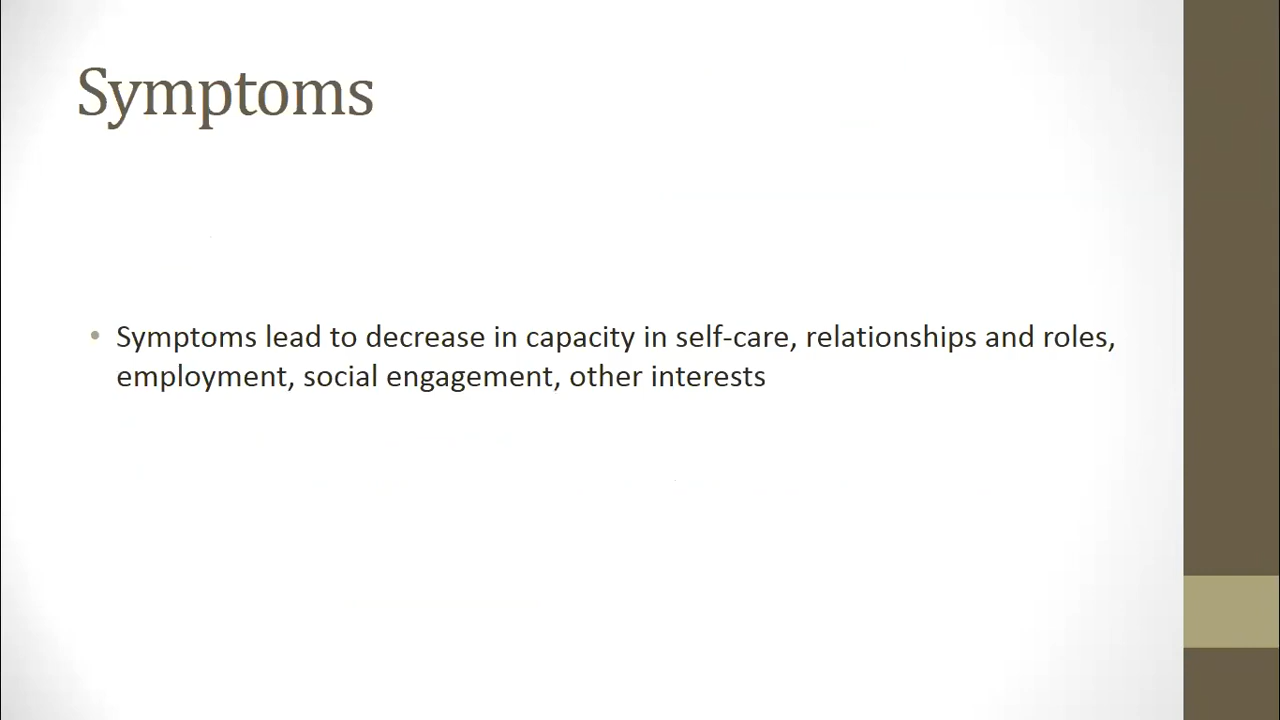 Symptoms
• Symptoms lead to decrease in capacity in self-care, relationships and roles,
employment, social engagement, other interests